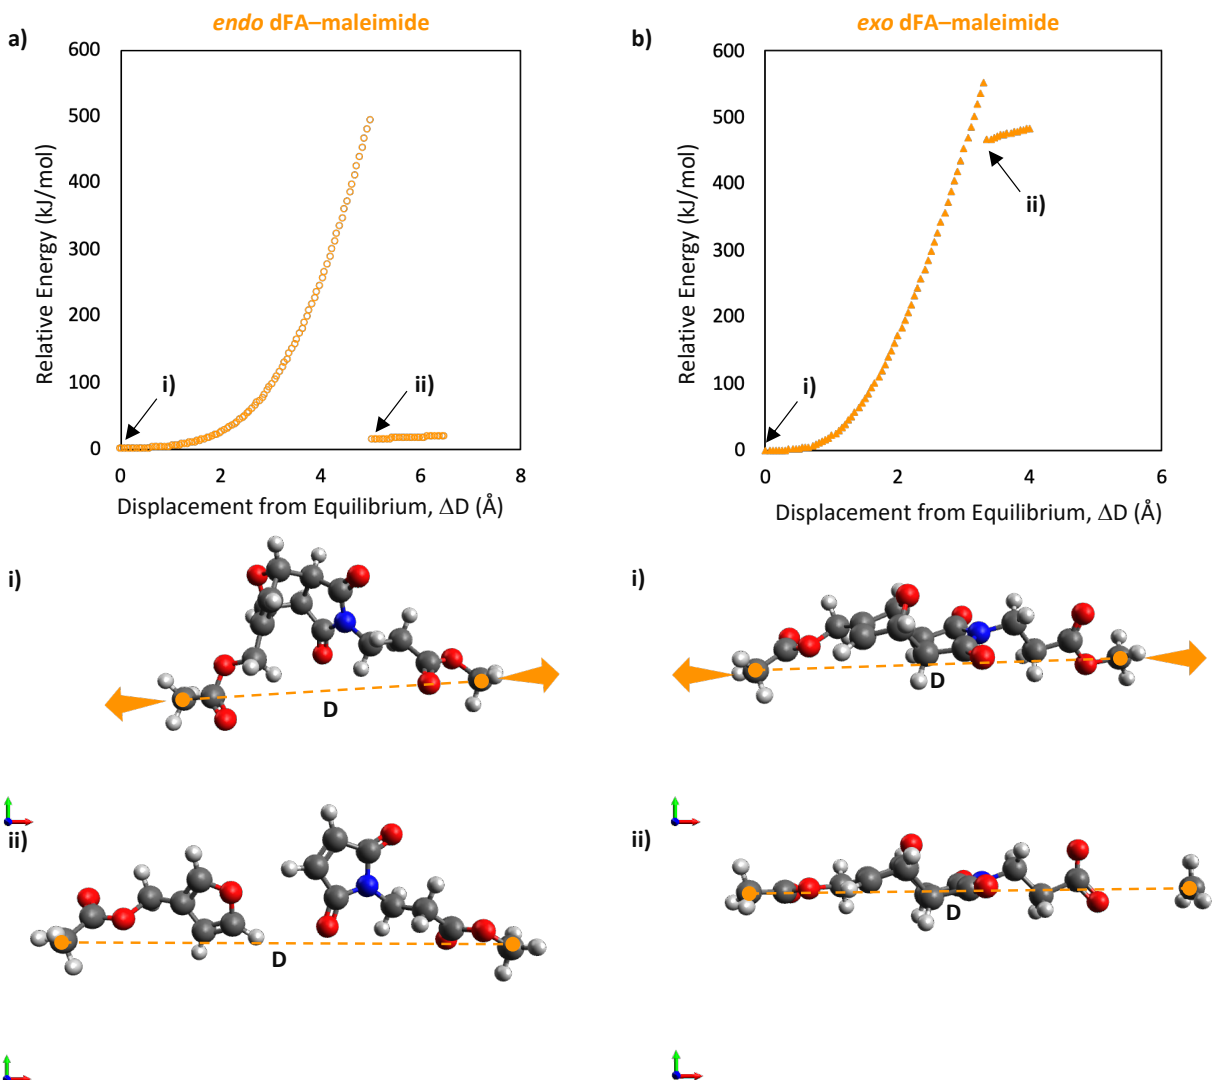 a)
endo dFA–maleimide
600
500
400
300
200
100
0
Relative Energy (kJ/mol)
i)
ii)
0
2
4
6
8
Displacement from Equilibrium, ΔD (Å)
b)
exo dFA–maleimide
600
500
400
300
200
100
0
Relative Energy (kJ/mol)
i)
ii)
0
2
4
6
Displacement from Equilibrium, ΔD (Å)
i)
D
i)
D
ii)
D
ii)
D